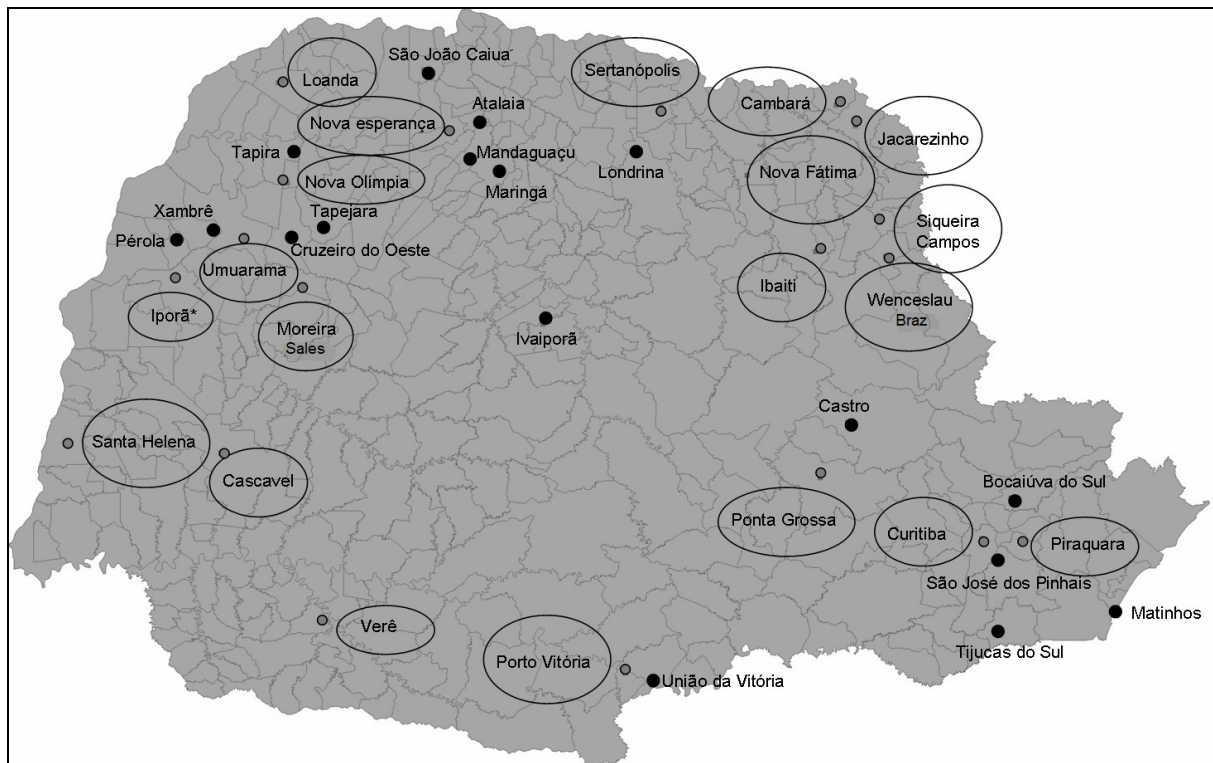 São João Caiua
Sertanópolis
Loanda
Cambará
Atalaia
Nova esperança
Jacarezinho
Tapira
Mandaguaçu
Londrina
Nova Fátima
Nova Olímpia
Maringá
Xambrê
Tapejara
Siqueira
Campos
Pérola
Cruzeiro do Oeste
Umuarama
Ibaiti
Wenceslau
Braz
Iporã*
Moreira
Sales
Ivaiporã
Castro
Santa Helena
Cascavel
Bocaiúva do Sul
Ponta Grossa
Curitiba
Piraquara
São José dos Pinhais
Matinhos
Verê
Tijucas do Sul
Porto Vitória
União da Vitória